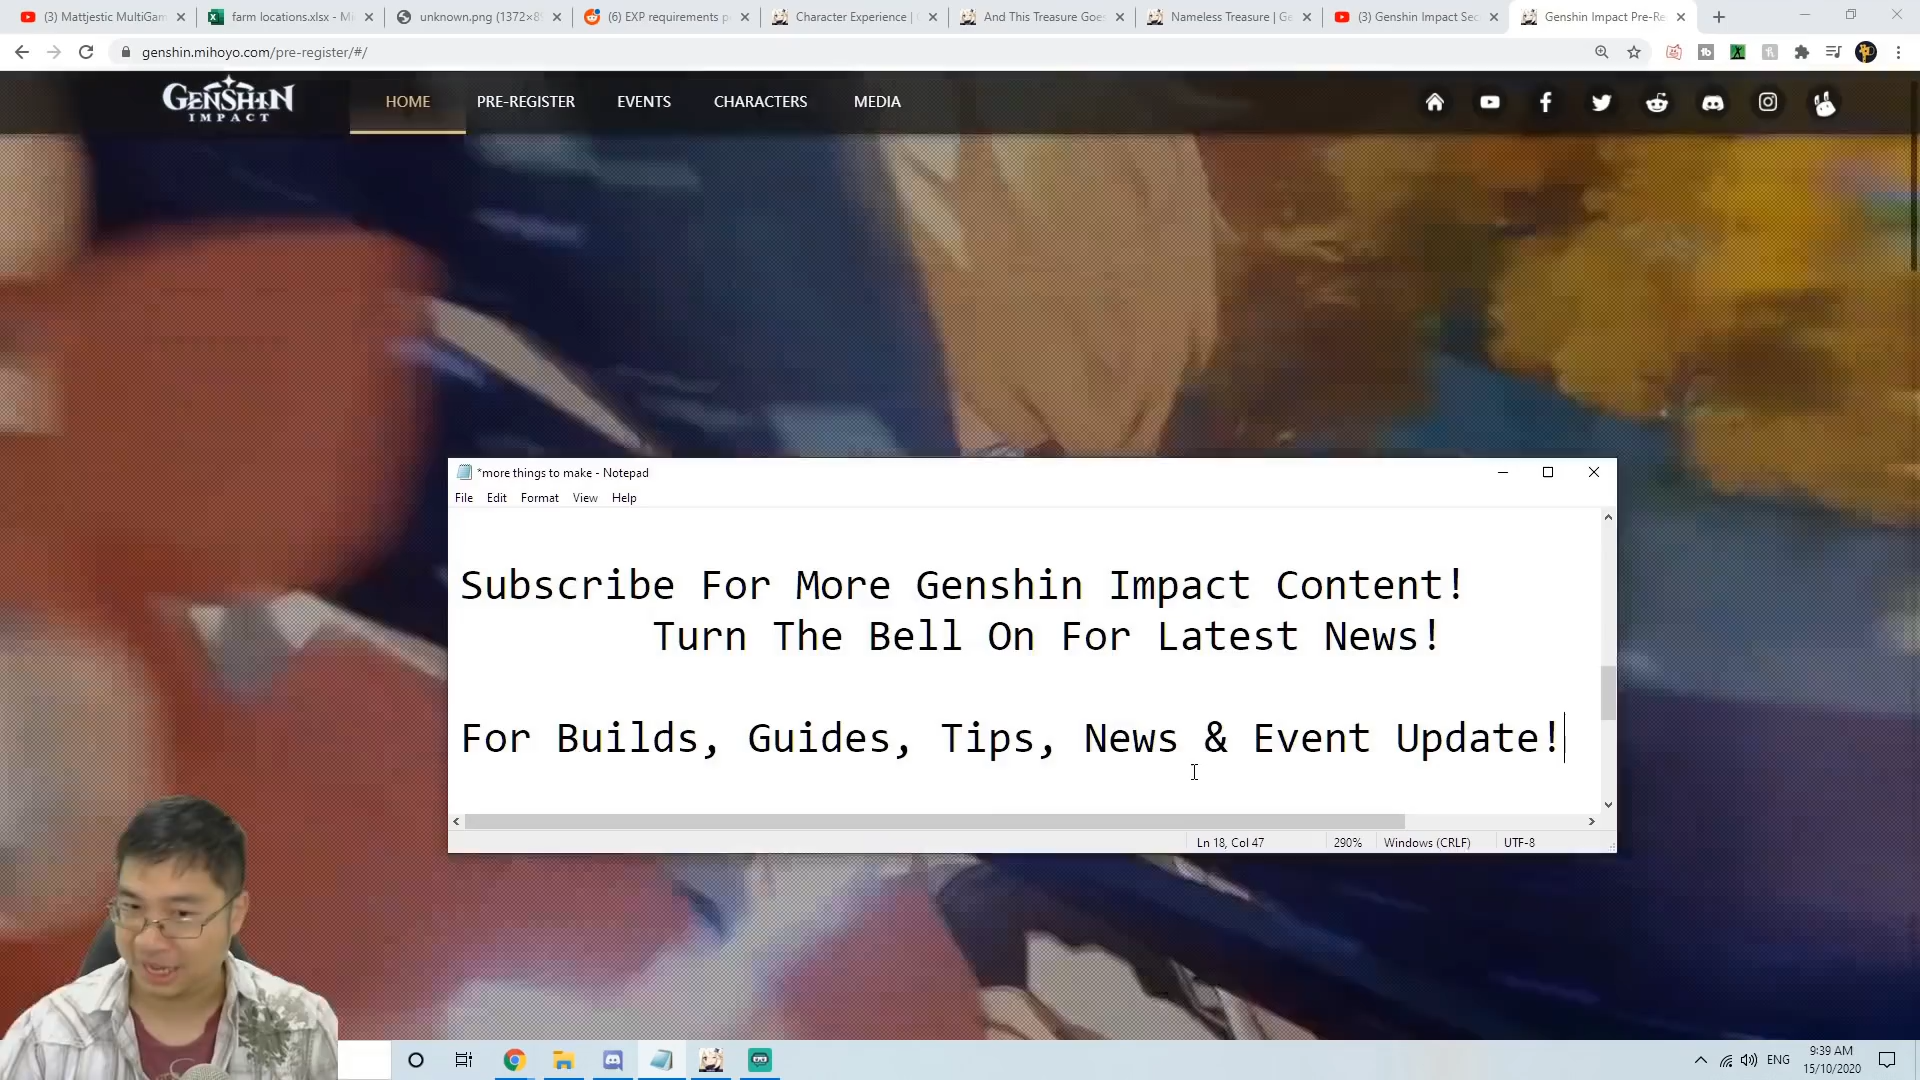 (3) Mattjestic MultiGam
farm locations.xlsx - Mi
unknown.png (1372×89
(6) EXP requirements p
Character Experience | G
And This Treasure Goes
Nameless Treasure | Ge
(3) Genshin Impact Sec
Genshin Impact Pre-Re
genshin.mihoyo.com/pre-register/#/
GENSHIN
IMPACT
HOME
PRE-REGISTER
EVENTS
CHARACTERS
MEDIA
*more things to make - Notepad
File Edit Format View Help
Subscribe For More Genshin Impact Content!
Turn The Bell On For Latest News!
For Builds, Guides, Tips, News & Event Update!
Ln 18, Col 47
290%
Windows (CRLF)
UTF-8
ENG
9:39 AM
15/10/2020